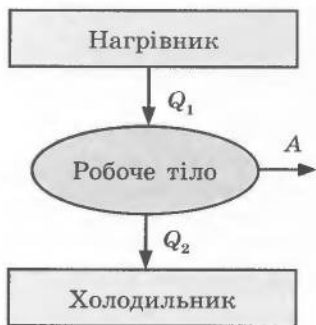 Нагрівник
Q₁
Робоче тіло
A
Q₂
Холодильник